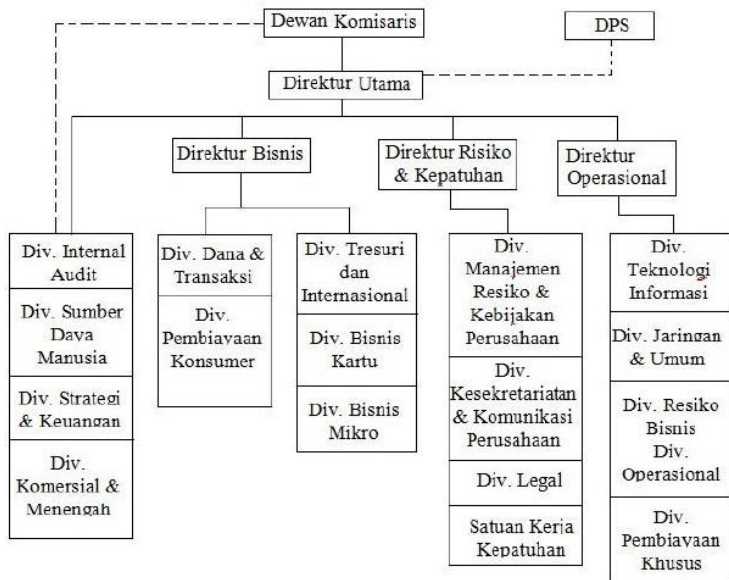 Dewan Komisaris
DPS
Direktur Utama
Direktur Bisnis
Direktur Risiko
& Kepatuhan
Direktur
Operasional
Div. Internal
Audit
Div. Sumber
Daya
Manusia
Div. Strategi
& Keuangan
Div.
Komersial &
Menengah
Div. Dana &
Transaksi
Div.
Pembiayaan
Konsumer
Div. Tresuri
dan
Internasional
Div. Bisnis
Kartu
Div. Bisnis
Mikro
Div.
Manajemen
Resiko &
Kebijakan
Perusahaan
Div.
Kesekretariatan
& Komunikasi
Perusahaan
Div. Legal
Satuan Kerja
Kepatuhan
Div.
Teknologi
Informasi
Div. Jaringan
& Umum
Div. Resiko
Bisnis
Div.
Operasional
Div.
Pembiayaan
Khusus